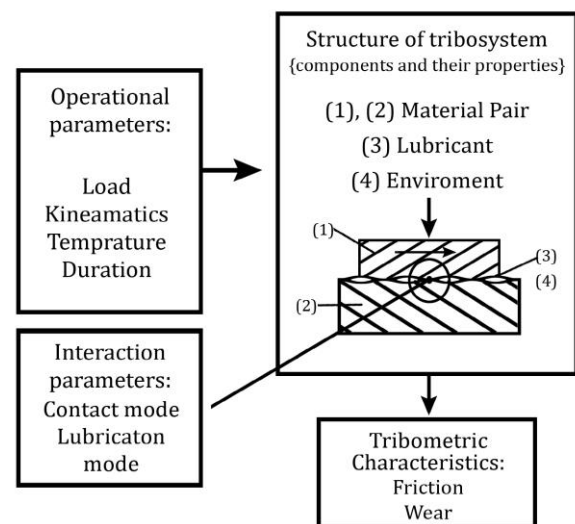 Operational
parameters:
Load
Kineamatics
Temprature
Duration
Interaction
parameters:
Contact mode
Lubricaton
mode
Structure of tribosystem
{components and their properties}
(1), (2) Material Pair
(3) Lubricant
(4) Enviroment
(1)
(3)
(4)
(2)
Tribometric
Characteristics:
Friction
Wear